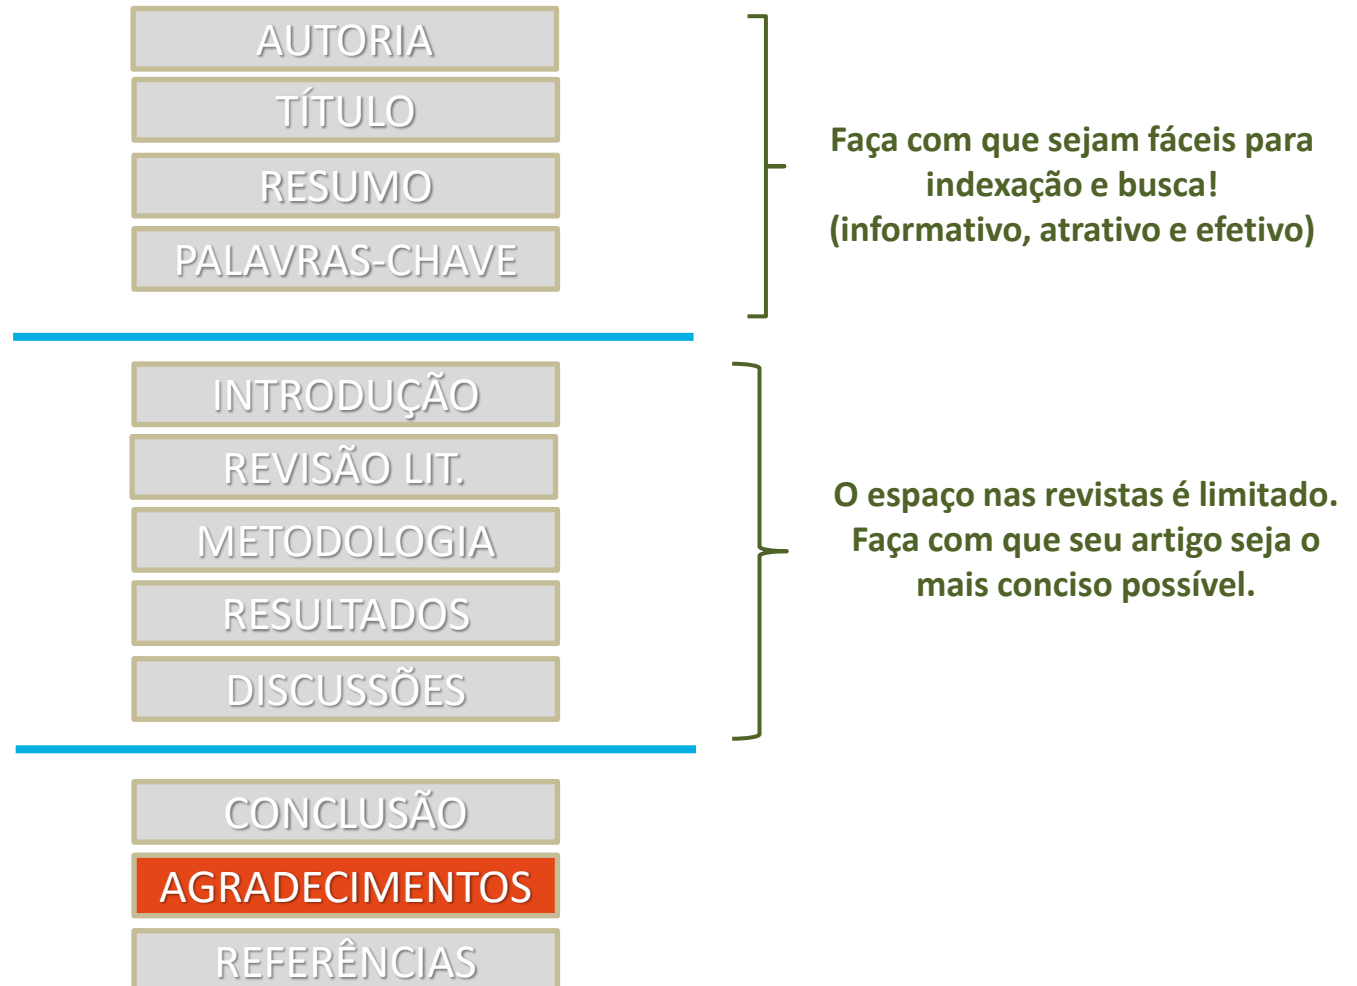 AUTORIA
TÍTULO
RESUMO
PALAVRAS-CHAVE
Faça com que sejam fáceis para
indexação e busca!
(informativo, atrativo e efetivo)
INTRODUÇÃO
REVISÃO LIT.
METODOLOGIA
RESULTADOS
DISCUSSÕES
O espaço nas revistas é limitado.
Faça com que seu artigo seja o
mais conciso possível.
CONCLUSÃO
AGRADECIMENTOS
REFERÊNCIAS